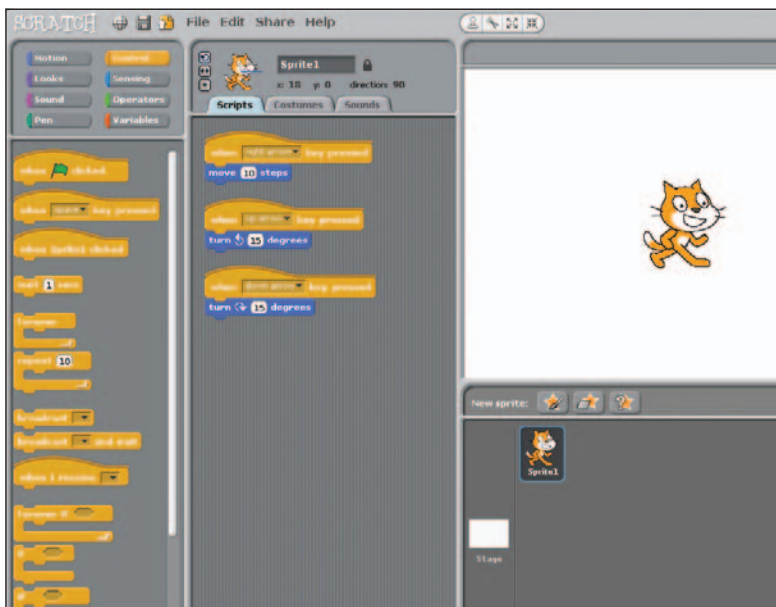 SCRATCH File Edit Share Help
Motion Control
Looks Sensing
Sound Operators
Pen Variables
Sprite1
x: 18 y: 0 direction: 90
Scripts Costumes Sounds
when clicked
when space key pressed
when Sprite1 clicked
wait 1 secs
forever
repeat 10
broadcast
broadcast and wait
when I receive
forever if
if
if
when right arrow key pressed
move 10 steps
when up arrow key pressed
turn 15 degrees
when down arrow key pressed
turn 15 degrees
New sprite:
Sprite1
Stage